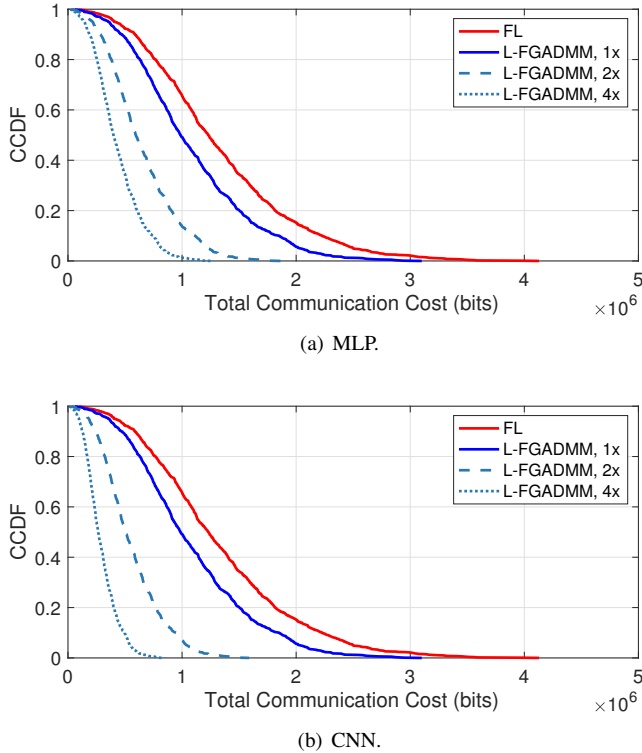 1
0.8
0.6
0.4
0.2
0
CCDF
FL
L-FGADMM, 1x
L-FGADMM, 2x
L-FGADMM, 4x
0 1 2 3 4 5
Total Communication Cost (bits)
×10^6
(a) MLP.
1
0.8
0.6
0.4
0.2
0
CCDF
FL
L-FGADMM, 1x
L-FGADMM, 2x
L-FGADMM, 4x
0 1 2 3 4 5
Total Communication Cost (bits)
×10^6
(b) CNN.